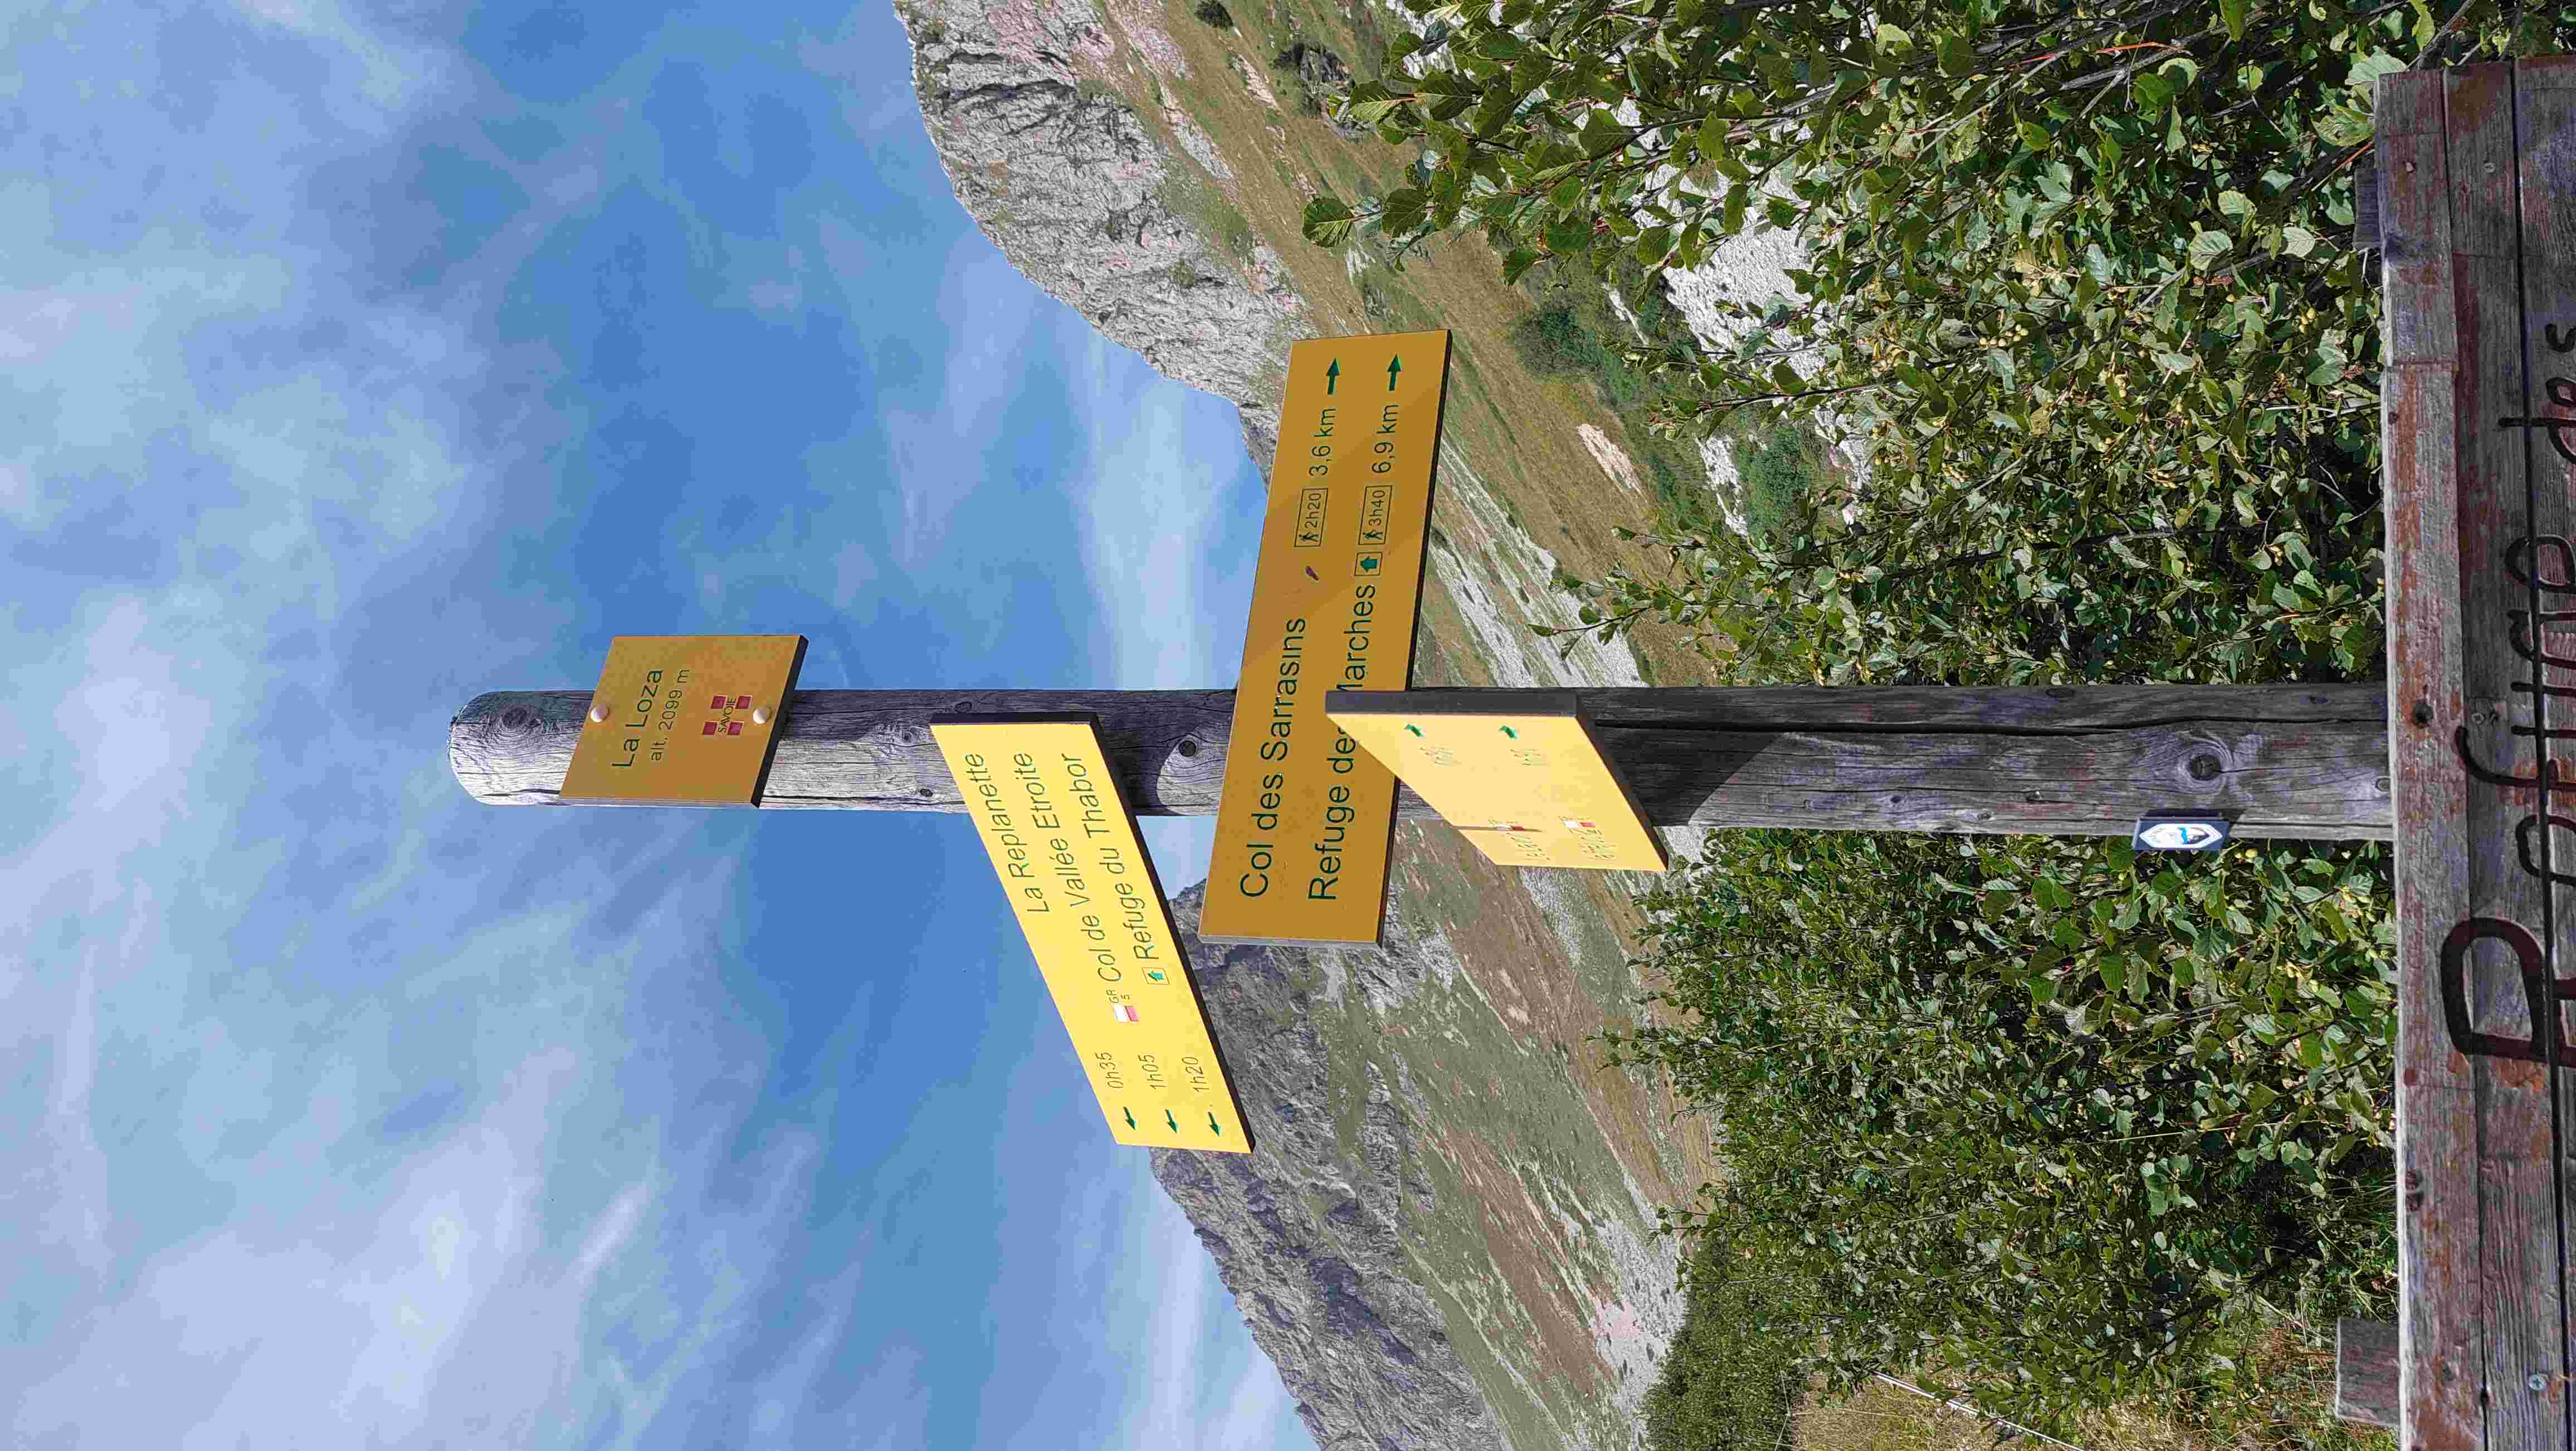 La Loza
alt. 2099 m
SAVOIE
La Replanette
0h35
GR 5 Col de Vallée Etroite
1h05
Refuge du Thabor
1h20
Col des Sarrasins 2h20 3,6 km
Refuge des Marches 3h40 6,9 km
Refuge des